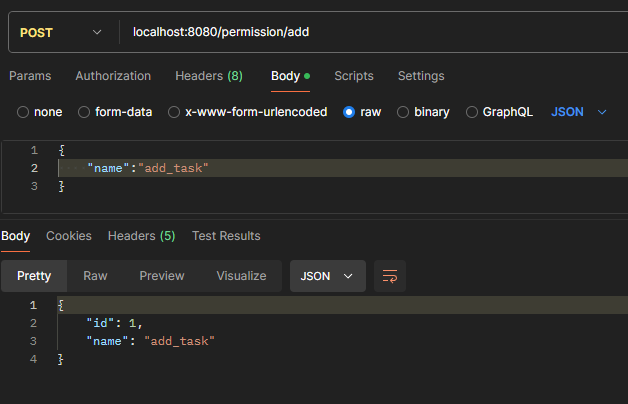 POST localhost:8080/permission/add
Params Authorization Headers (8) Body Scripts Settings
none form-data x-www-form-urlencoded raw binary GraphQL JSON
1 {
2 "name":"add_task"
3 }
Body Cookies Headers (5) Test Results
Pretty Raw Preview Visualize JSON
1 {
2 "id": 1,
3 "name": "add_task"
4 }